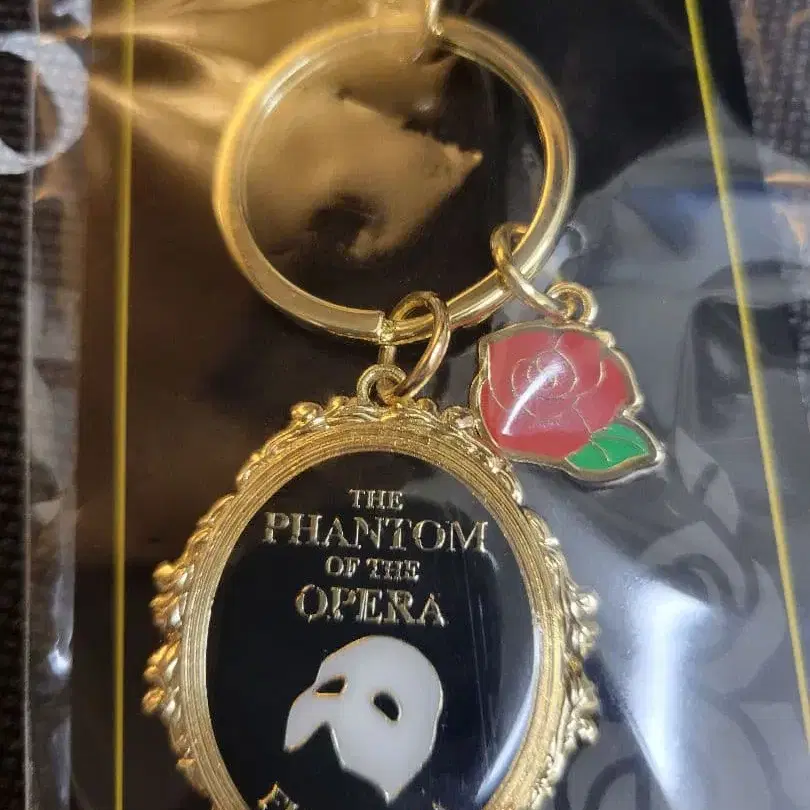 THE
PHANTOM
OF THE
OPERA